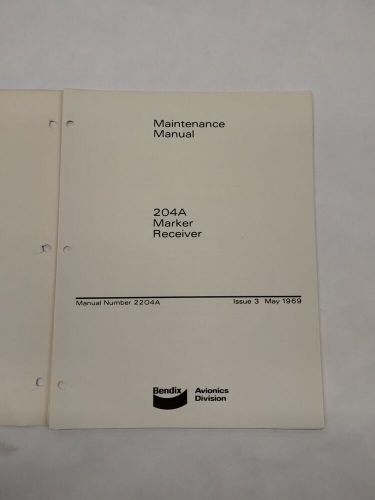 Maintenance
Manual
204A
Marker
Receiver
Manual Number 2204A Issue 3 May 1969
Bendix Avionics
Division